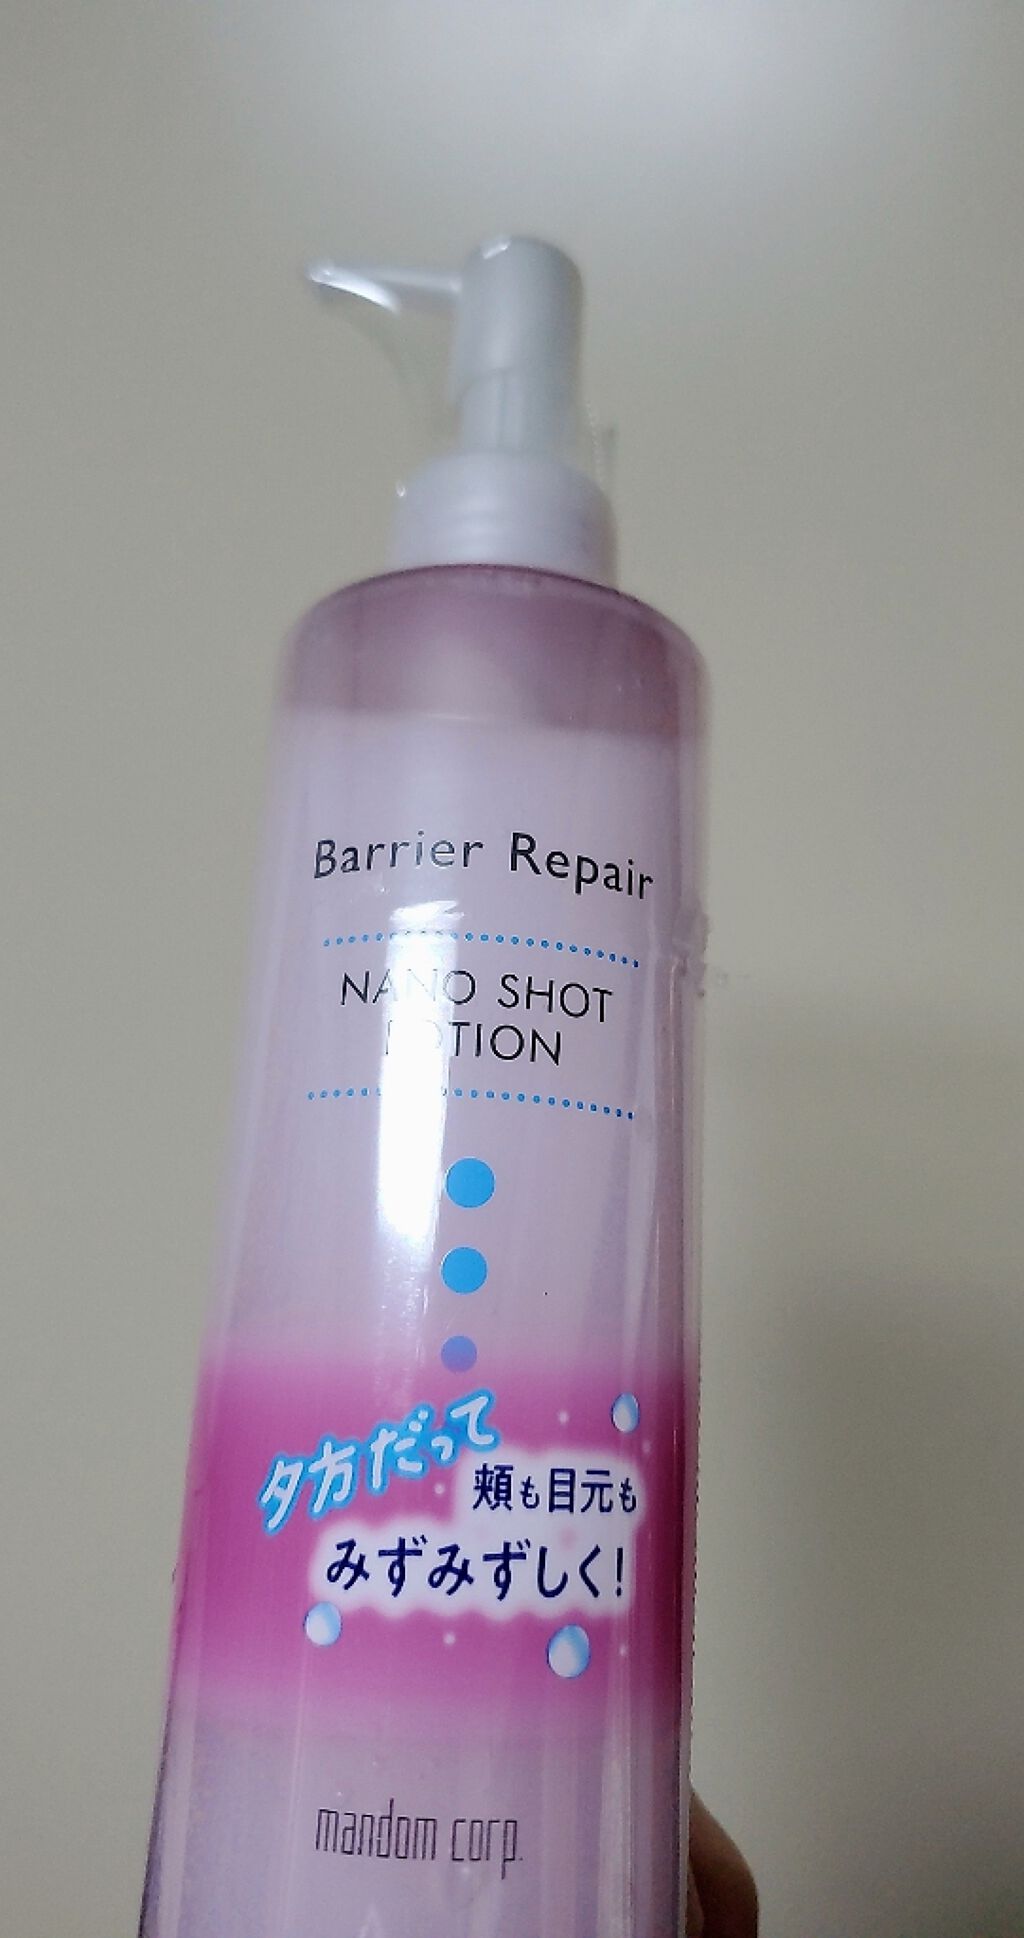 Barrier Repair
NANO SHOT
LOTION
夕方だって
頬も目元も
みずみずしく!
mandom corp.